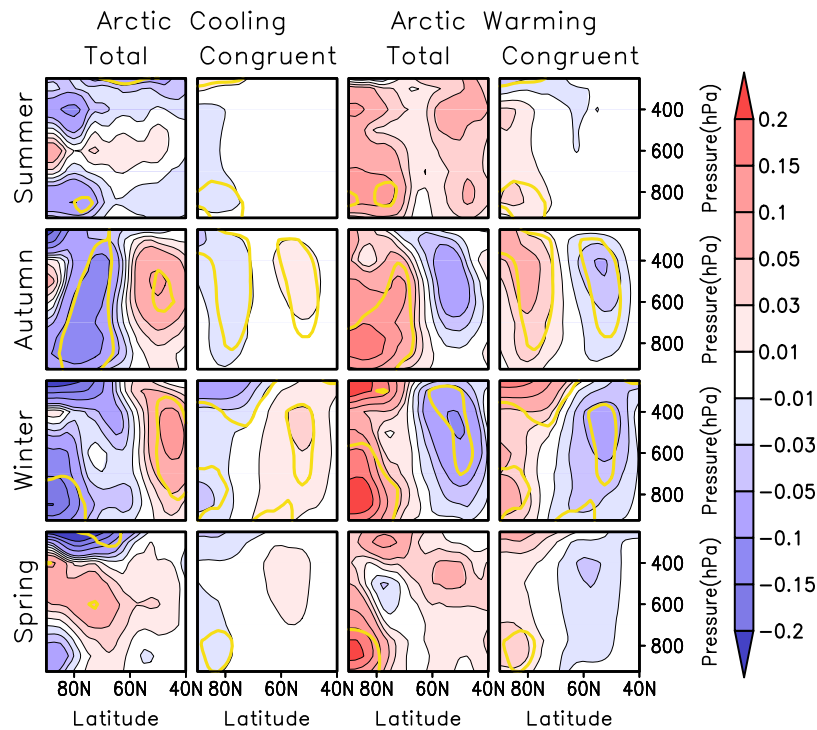 Arctic Cooling Arctic Warming
Total Congruent Total Congruent
Summer
400
600
800
Pressure(hPa)
Autumn
400
600
800
Pressure(hPa)
Winter
400
600
800
Pressure(hPa)
Spring
400
600
800
Pressure(hPa)
80N 60N 40N 80N 60N 40N 80N 60N 40N 80N 60N 40N
Latitude Latitude Latitude Latitude
0.2
0.15
0.1
0.05
0.03
0.01
−0.01
−0.03
−0.05
−0.1
−0.15
−0.2